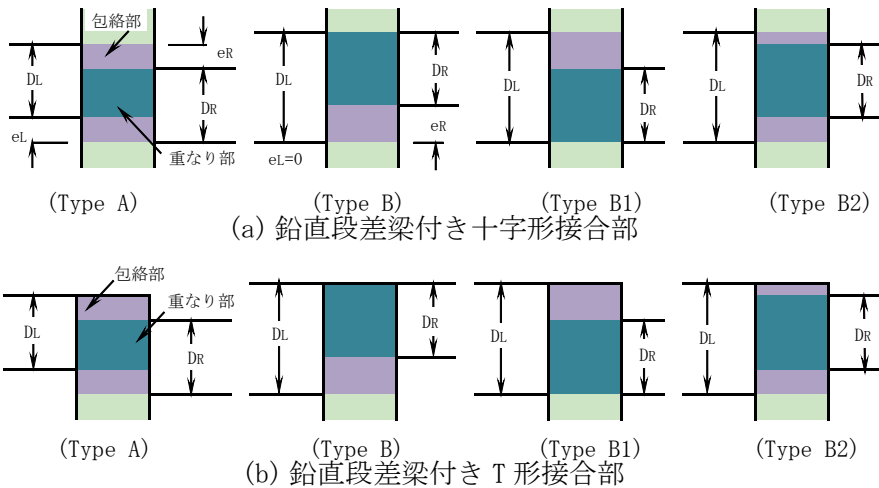 包絡部
eR
DL
DR
eL
重なり部
(Type A)
DL
DR
eR
eL=0
(Type B)
DL
DR
(Type B1)
DL
DR
(Type B2)
(a) 鉛直段差梁付き十字形接合部
包絡部
重なり部
DL
DR
(Type A)
DL
DR
(Type B)
DL
DR
(Type B1)
DL
DR
(Type B2)
(b) 鉛直段差梁付き T 形接合部